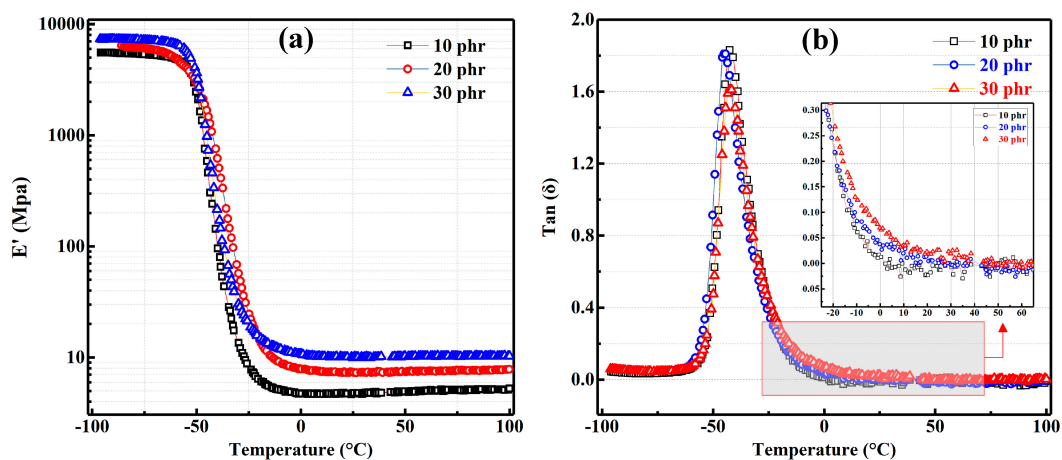 (a)
10 phr
20 phr
30 phr
E' (Mpa)
10000
1000
100
10
-100
-50
0
50
100
Temperature (°C)
(b)
10 phr
20 phr
30 phr
Tan (δ)
2.0
1.6
1.2
0.8
0.4
0.0
-100
-50
0
50
100
Temperature (°C)
10 phr
20 phr
30 phr
0.30
0.25
0.20
0.15
0.10
0.05
0.00
0.05
-20
-10
0
10
20
30
40
50
60